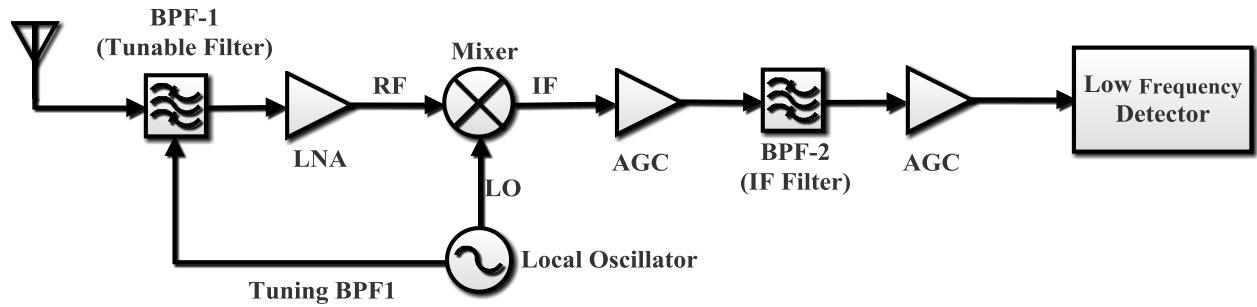 BPF-1
(Tunable Filter)
Mixer
RF
IF
LNA
LO
AGC
BPF-2
(IF Filter)
AGC
Low Frequency
Detector
Local Oscillator
Tuning BPF1